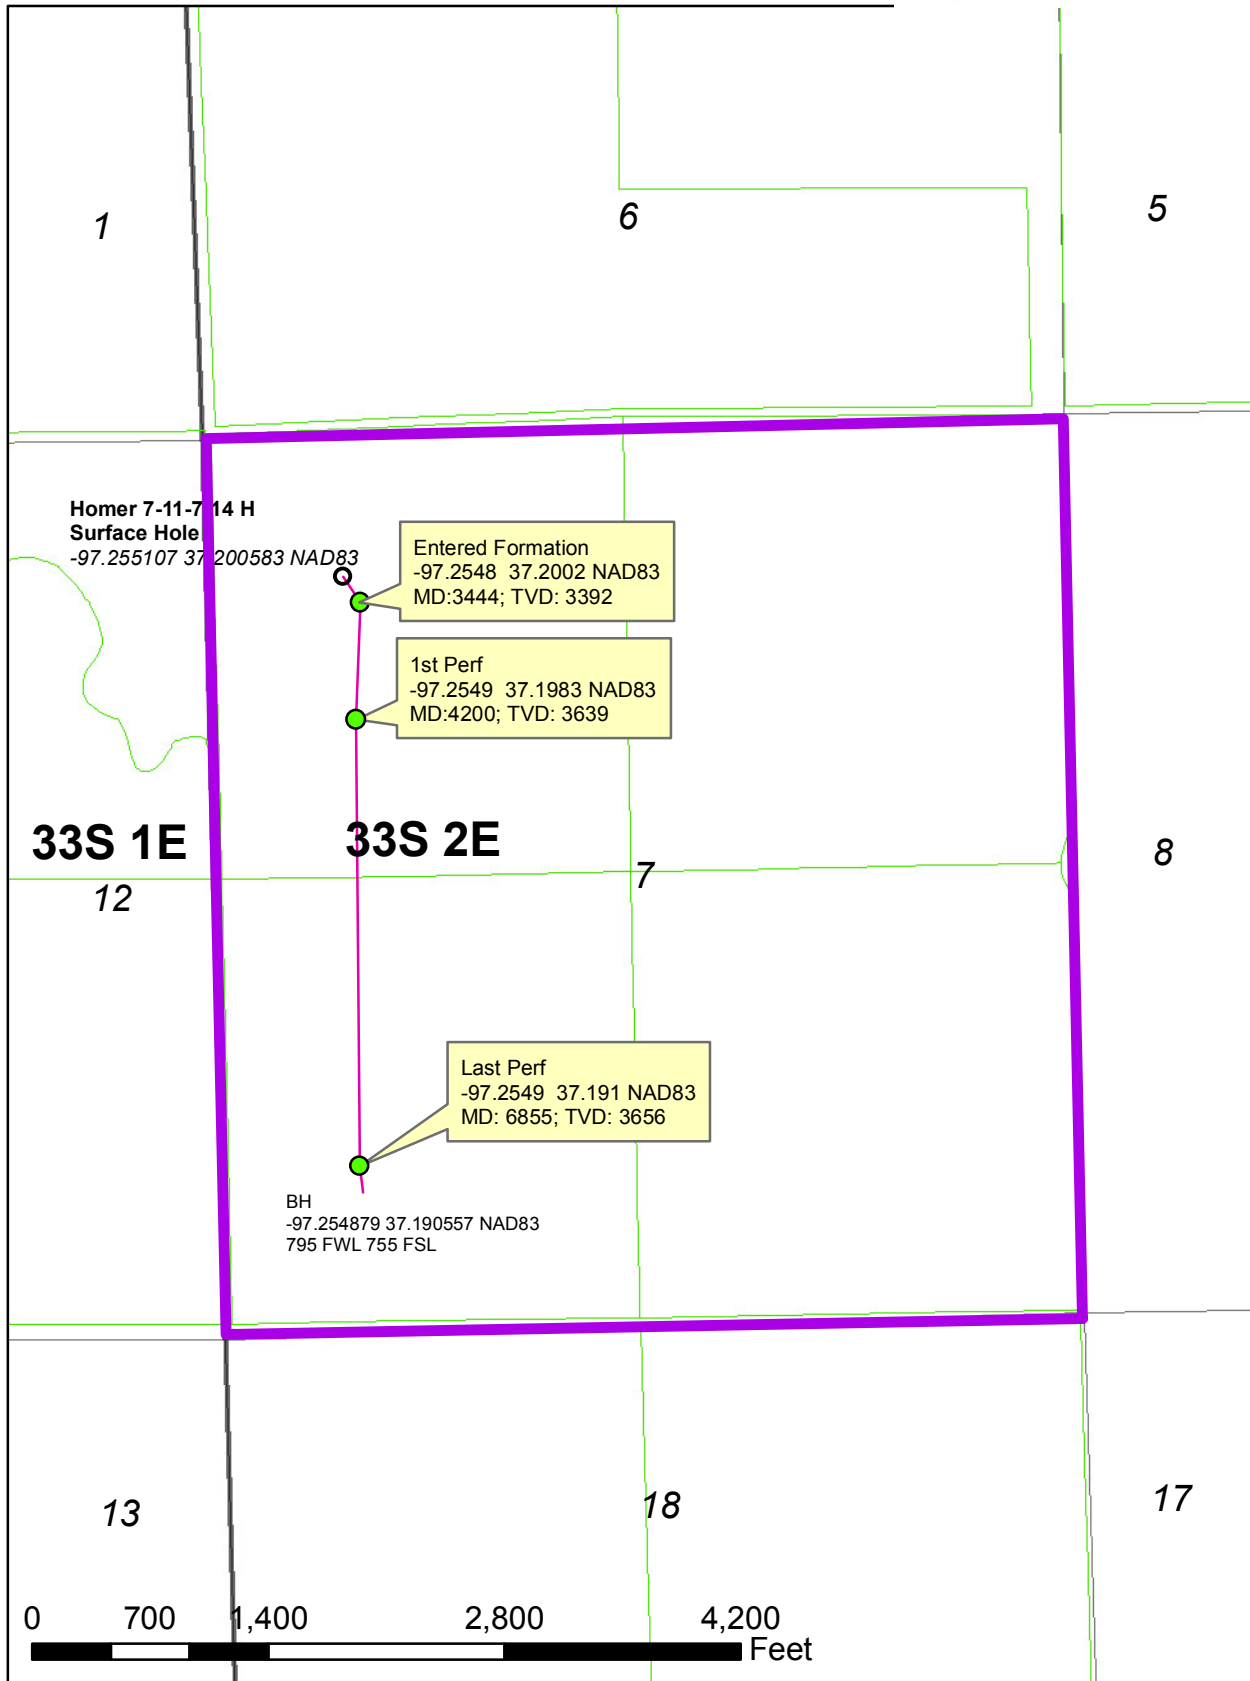 1
6
5
Homer 7-11-7-14 H
Surface Hole
-97.255107 37.200583 NAD83
Entered Formation
-97.2548 37.2002 NAD83
MD:3444; TVD: 3392
1st Perf
-97.2549 37.1983 NAD83
MD:4200; TVD: 3639
33S 1E
33S 2E
8
7
12
Last Perf
-97.2549 37.191 NAD83
MD: 6855; TVD: 3656
BH
-97.254879 37.190557 NAD83
795 FWL 755 FSL
13
18
17
0 700 1,400 2,800 4,200
Feet